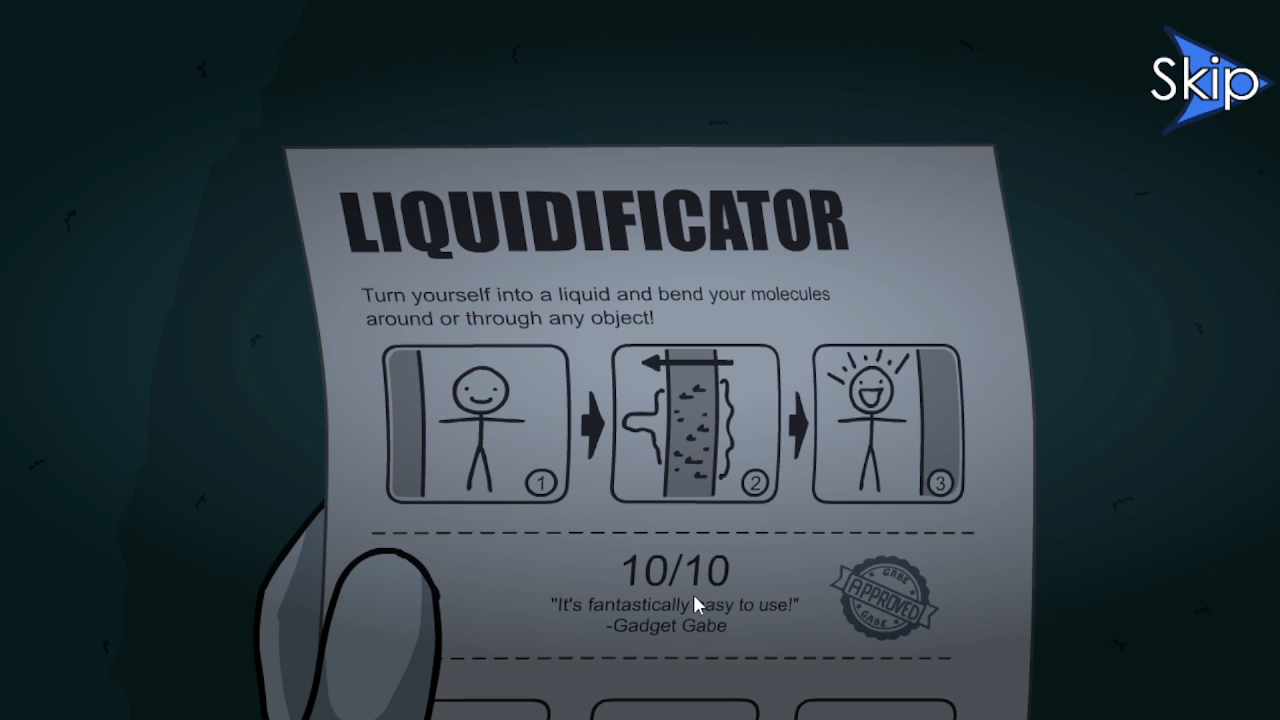 Skip
LIQUIDIFICATOR
Turn yourself into a liquid and bend your molecules
around or through any object!
1
2
3
10/10
"It's fantastically easy to use!"
-Gadget Gabe
GABE
APPROVED
GABE